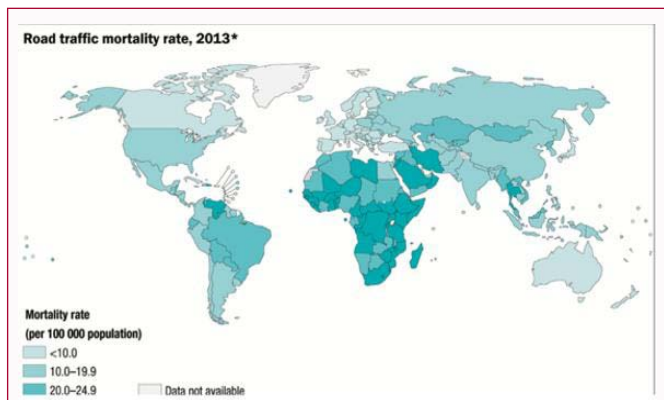 Road traffic mortality rate, 2013*
Mortality rate
(per 100 000 population)
<10.0
10.0–19.9
20.0–24.9
Data not available